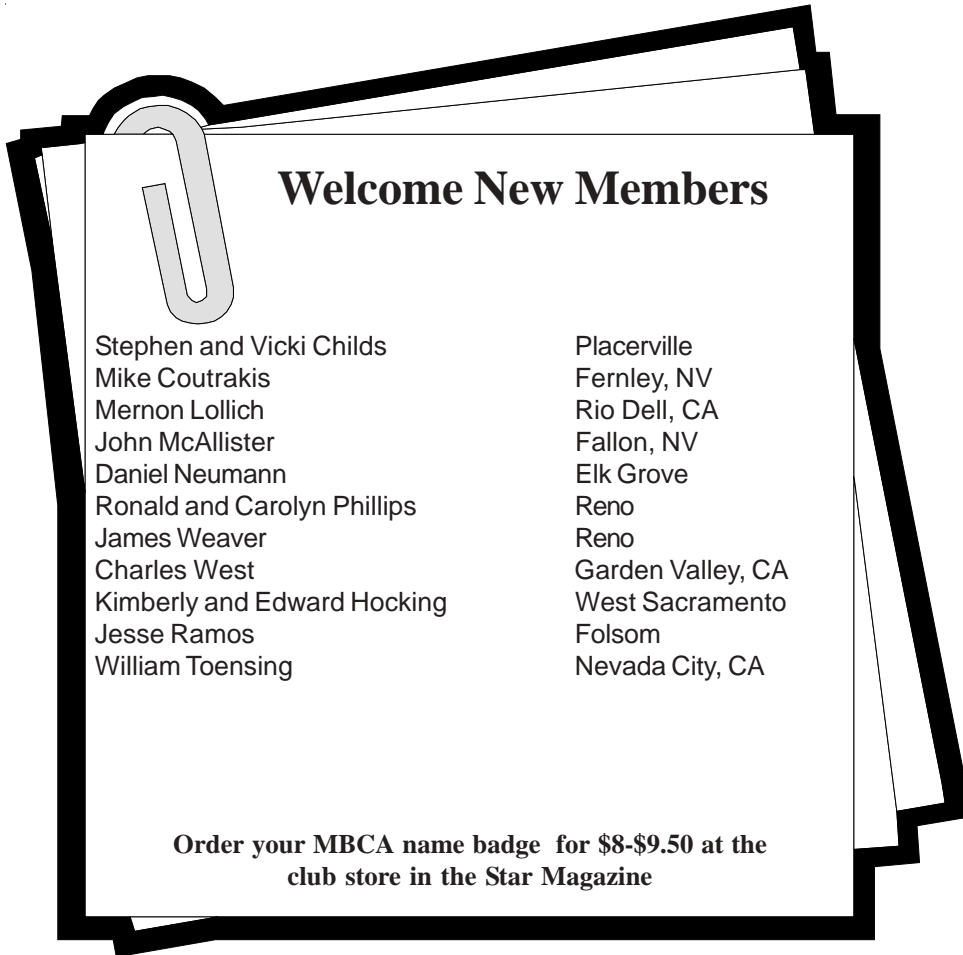 Welcome New Members
Stephen and Vicki Childs Placerville
Mike Coutrakis Fernley, NV
Mernon Lollich Rio Dell, CA
John McAllister Fallon, NV
Daniel Neumann Elk Grove
Ronald and Carolyn Phillips Reno
James Weaver Reno
Charles West Garden Valley, CA
Kimberly and Edward Hocking West Sacramento
Jesse Ramos Folsom
William Toensing Nevada City, CA
Order your MBCA name badge for $8-$9.50 at the
club store in the Star Magazine